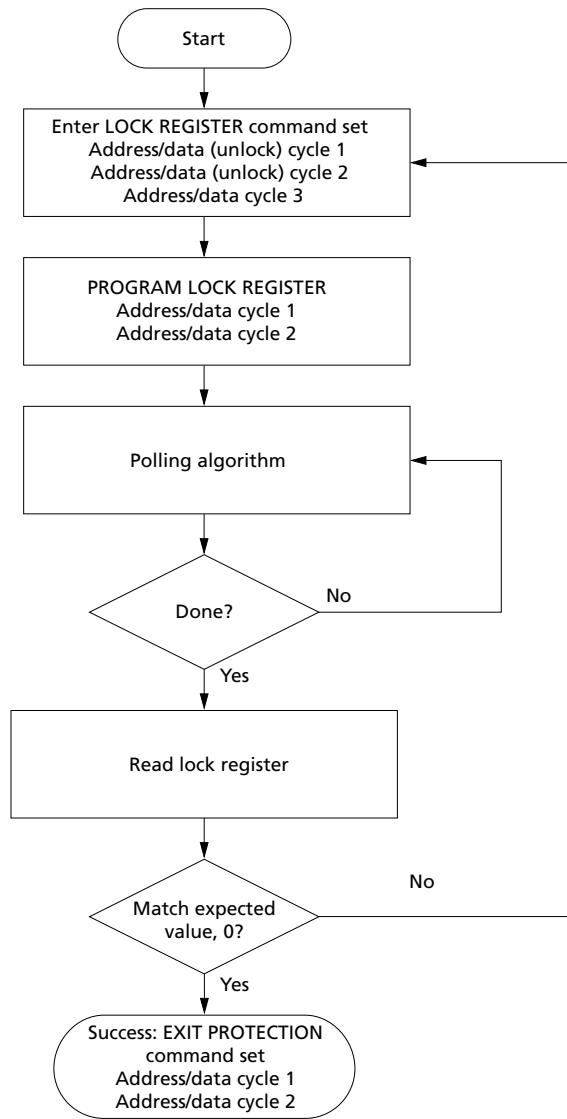 Start
Enter LOCK REGISTER command set
Address/data (unlock) cycle 1
Address/data (unlock) cycle 2
Address/data cycle 3
PROGRAM LOCK REGISTER
Address/data cycle 1
Address/data cycle 2
Polling algorithm
Done?
No
Yes
Read lock register
Match expected
value, 0?
No
Yes
Success: EXIT PROTECTION
command set
Address/data cycle 1
Address/data cycle 2